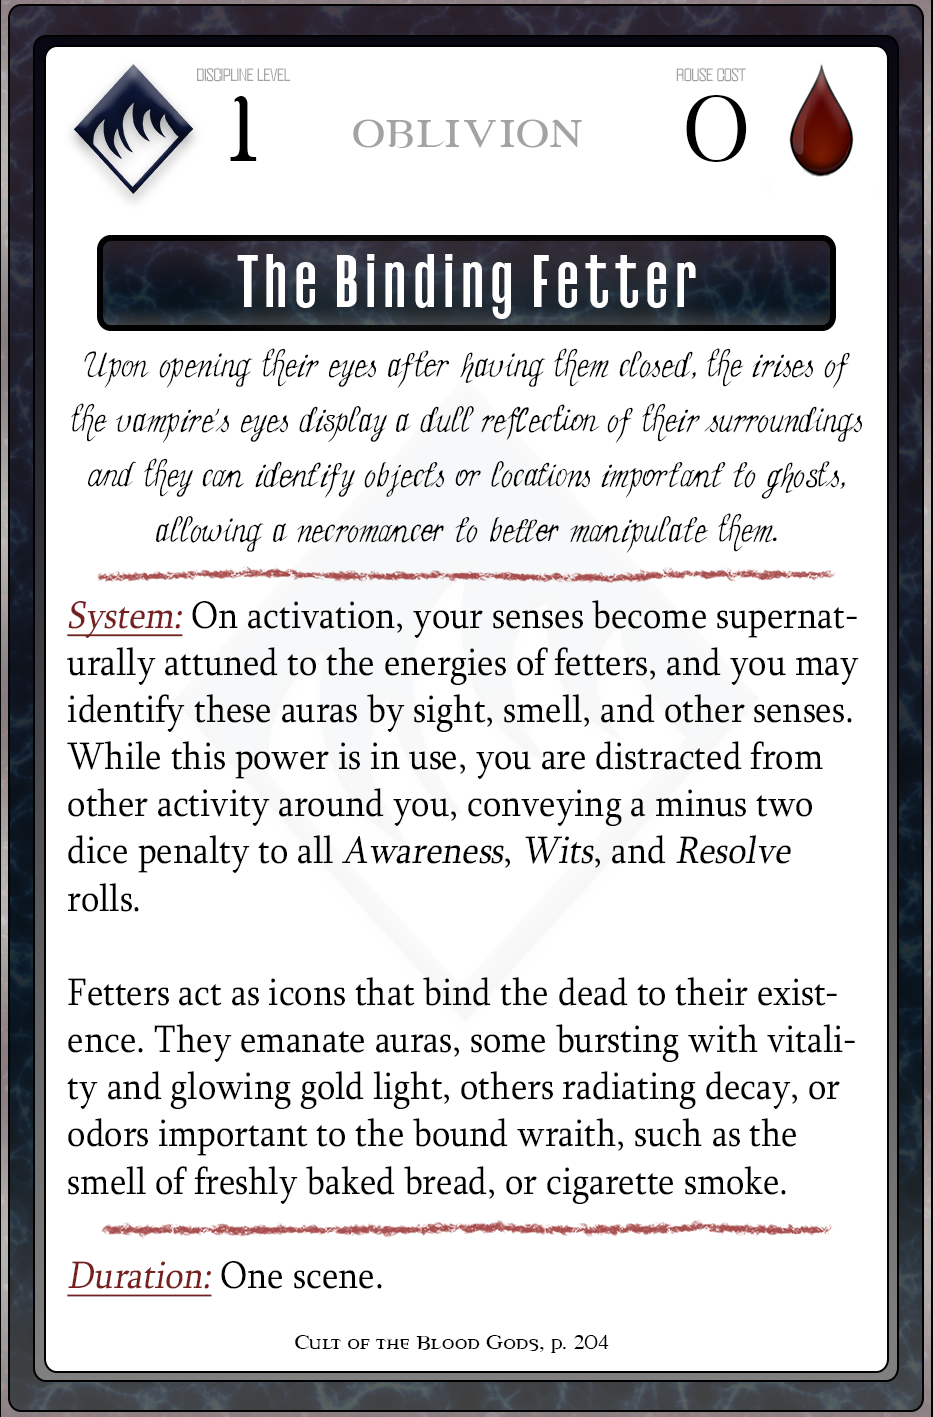 DISCIPLINE LEVEL
1
OBLIVION
ROUSE COST
0
The Binding Fetter
Upon opening their eyes after having them closed, the irises of
the vampire's eyes display a dull reflection of their surroundings
and they can identify objects or locations important to ghosts,
allowing a necromancer to better manipulate them.
System: On activation, your senses become supernat-
urally attuned to the energies of fetters, and you may
identify these auras by sight, smell, and other senses.
While this power is in use, you are distracted from
other activity around you, conveying a minus two
dice penalty to all Awareness, Wits, and Resolve
rolls.
Fetters act as icons that bind the dead to their exist-
ence. They emanate auras, some bursting with vitali-
ty and glowing gold light, others radiating decay, or
odors important to the bound wraith, such as the
smell of freshly baked bread, or cigarette smoke.
Duration: One scene.
Cult of the Blood Gods, p. 204